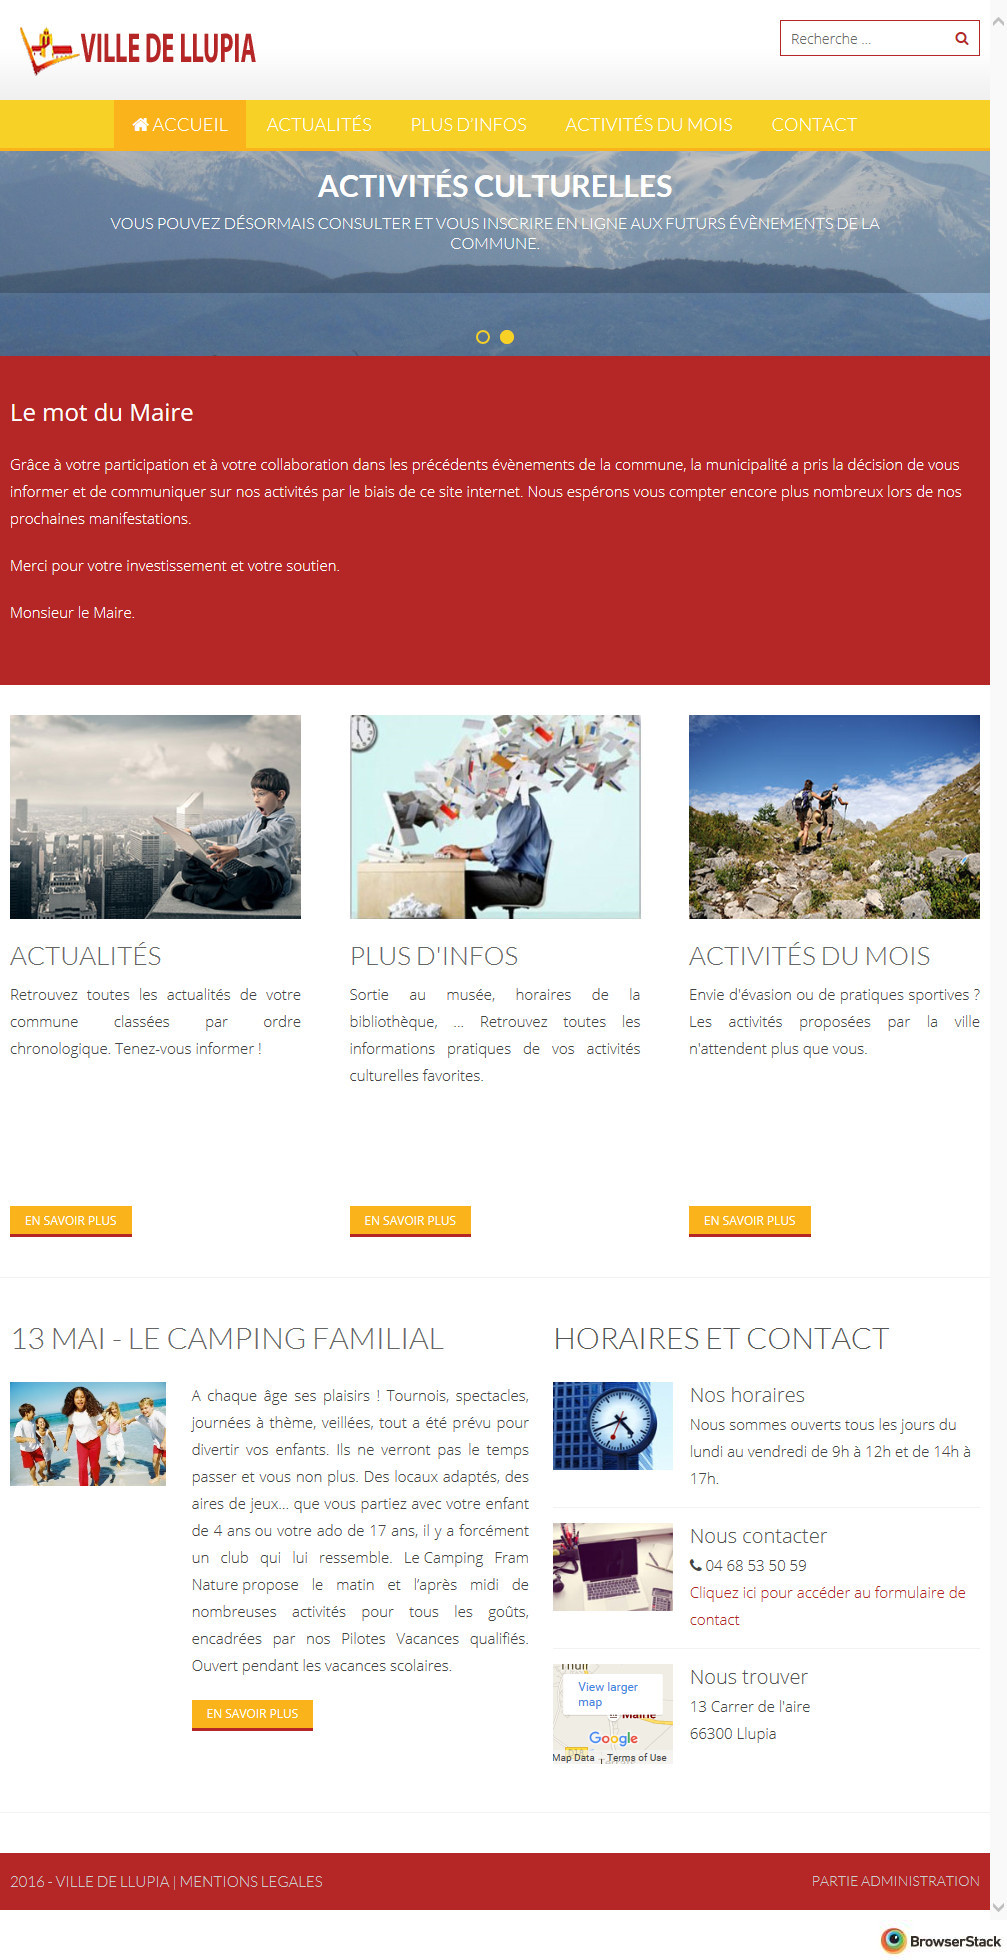 VILLE DE LLUPIA
Recherche ...
ACCUEIL ACTUALITÉS PLUS D'INFOS ACTIVITÉS DU MOIS CONTACT
ACTIVITÉS CULTURELLES
VOUS POUVEZ DÉSORMAIS CONSULTER ET VOUS INSCRIRE EN LIGNE AUX FUTURS ÉVÈNEMENTS DE LA
COMMUNE.
Le mot du Maire
Grâce à votre participation et à votre collaboration dans les précédents évènements de la commune, la municipalité a pris la décision de vous
informer et de communiquer sur nos activités par le biais de ce site internet. Nous espérons vous compter encore plus nombreux lors de nos
prochaines manifestations.
Merci pour votre investissement et votre soutien.
Monsieur le Maire.
ACTUALITÉS
Retrouvez toutes les actualités de votre
commune classées par ordre
chronologique. Tenez-vous informer !
EN SAVOIR PLUS
PLUS D'INFOS
Sortie au musée, horaires de la
bibliothèque, ... Retrouvez toutes les
informations pratiques de vos activités
culturelles favorites.
EN SAVOIR PLUS
ACTIVITÉS DU MOIS
Envie d'évasion ou de pratiques sportives ?
Les activités proposées par la ville
n'attendent plus que vous.
EN SAVOIR PLUS
13 MAI - LE CAMPING FAMILIAL
A chaque âge ses plaisirs ! Tournois, spectacles,
journées à thème, veillées, tout a été prévu pour
divertir vos enfants. Ils ne verront pas le temps
passer et vous non plus. Des locaux adaptés, des
aires de jeux... que vous partiez avec votre enfant
de 4 ans ou votre ado de 17 ans, il y a forcément
un club qui lui ressemble. Le Camping Fram
Nature propose le matin et l'après midi de
nombreuses activités pour tous les goûts,
encadrées par nos Pilotes Vacances qualifiés.
Ouvert pendant les vacances scolaires.
EN SAVOIR PLUS
HORAIRES ET CONTACT
Nos horaires
Nous sommes ouverts tous les jours du
lundi au vendredi de 9h à 12h et de 14h à
17h.
Nous contacter
04 68 53 50 59
Cliquez ici pour accéder au formulaire de
contact
Thuir
View larger
map
Mairie
Google
Map Data Terms of Use
Nous trouver
13 Carrer de l'aire
66300 Llupia
2016 - VILLE DE LLUPIA | MENTIONS LEGALES
PARTIE ADMINISTRATION
BrowserStack